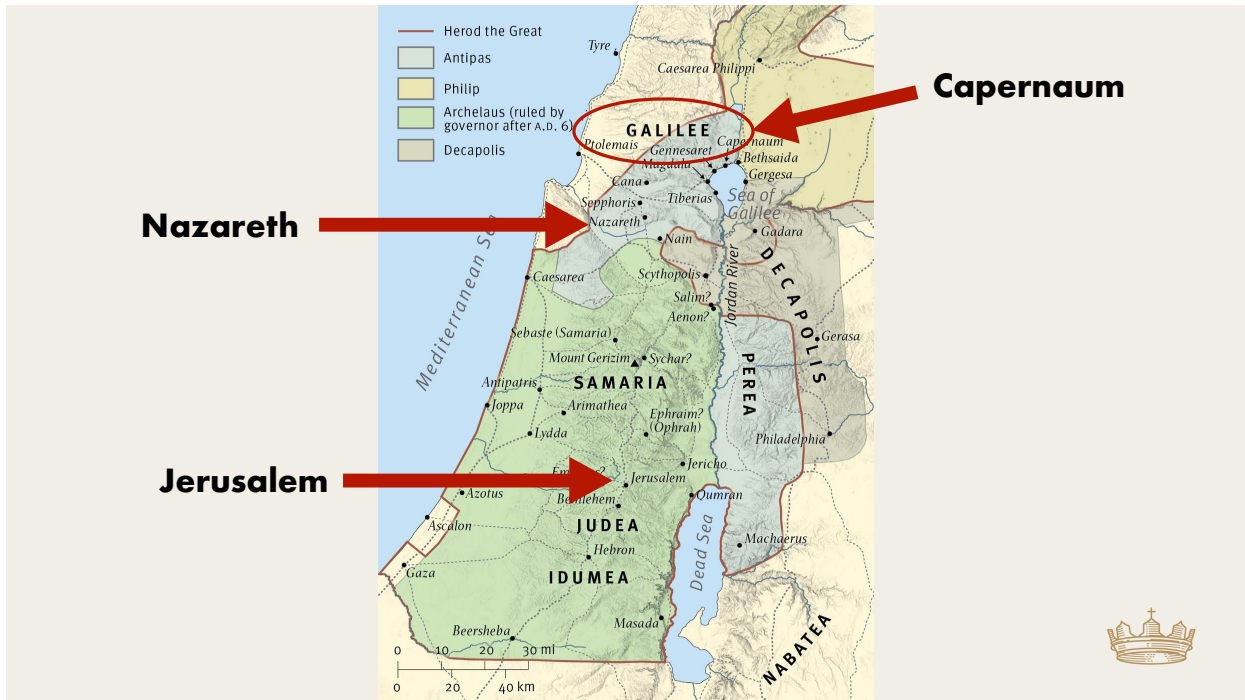 Herod the Great
Antipas
Philip
Archelaus (ruled by
governor after A.D. 6)
Decapolis
Tyre
Caesarea Philippi
Capernaum
GALILEE
Ptolemais
Capernaum
Gennesaret
Magdala
Bethsaida
Gergesa
Cana
Tiberias
Sea of
Galilee
Sepphoris
Nazareth
Nazareth
Gadara
Nain
Mediterranean Sea
Scythopolis
Jordan River
DECAPOLIS
Caesarea
Salim?
Aenon?
Sebaste (Samaria)
Gerasa
Mount Gerizim
Sychar?
SAMARIA
PEREA
Antipatris
Joppa
Arimathea
Ephraim?
(Ophrah)
Lydda
Philadelphia
Jericho
Jerusalem
Jerusalem
Azotus
Bethlehem
Qumran
Ascalon
JUDEA
Dead Sea
Machaerus
Hebron
Gaza
IDUMEA
Masada
NABATEA
Beersheba
0 10 20 30 mi
0 20 40 km